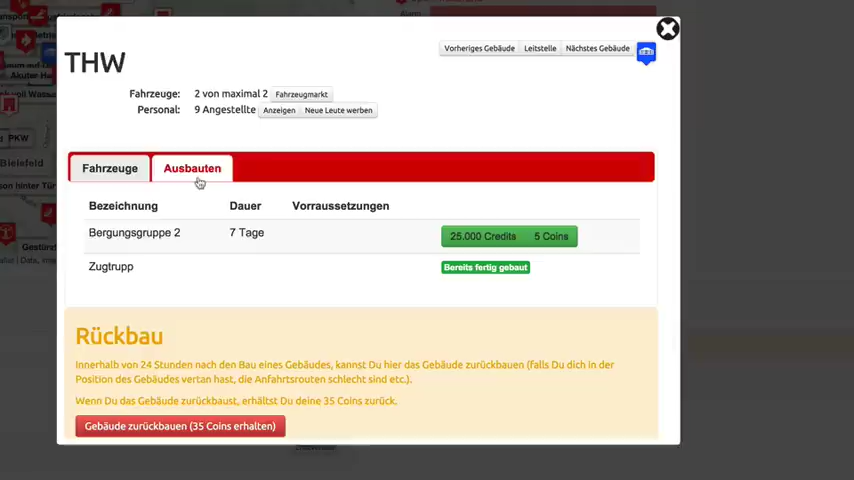 THW
Vorheriges Gebäude Leitstelle Nächstes Gebäude
Fahrzeuge: 2 von maximal 2 Fahrzeugmarkt
Personal: 9 Angestellte Anzeigen Neue Leute werben
Fahrzeuge Ausbauten
Bezeichnung Dauer Vorraussetzungen
Bergungsgruppe 2 7 Tage 25.000 Credits 5 Coins
Zugtrupp Bereits fertig gebaut
Rückbau
Innerhalb von 24 Stunden nach den Bau eines Gebäudes, kannst Du hier das Gebäude zurückbauen (falls Du dich in der
Position des Gebäudes vertan hast, die Anfahrtsrouten schlecht sind etc.).
Wenn Du das Gebäude zurückbaust, erhältst Du deine 35 Coins zurück.
Gebäude zurückbauen (35 Coins erhalten)
PKW
Bielefeld